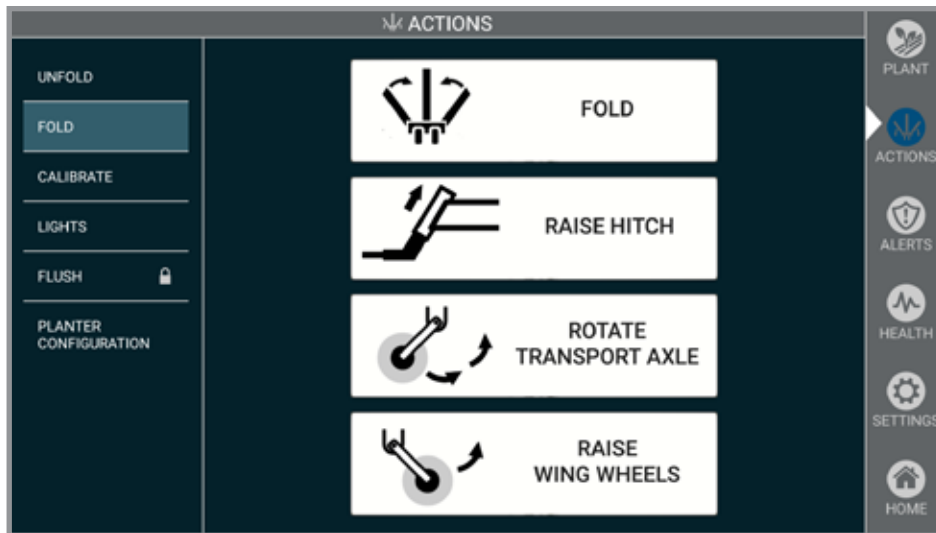 ACTIONS
UNFOLD
FOLD
CALIBRATE
LIGHTS
FLUSH
PLANTER
CONFIGURATION
FOLD
RAISE HITCH
ROTATE
TRANSPORT AXLE
RAISE
WING WHEELS
PLANT
ACTIONS
ALERTS
HEALTH
SETTINGS
HOME